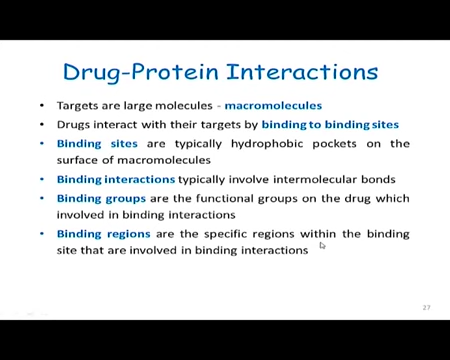 Drug-Protein Interactions
• Targets are large molecules - macromolecules
• Drugs interact with their targets by binding to binding sites
• Binding sites are typically hydrophobic pockets on the
surface of macromolecules
• Binding interactions typically involve intermolecular bonds
• Binding groups are the functional groups on the drug which
involved in binding interactions
• Binding regions are the specific regions within the binding
site that are involved in binding interactions
27